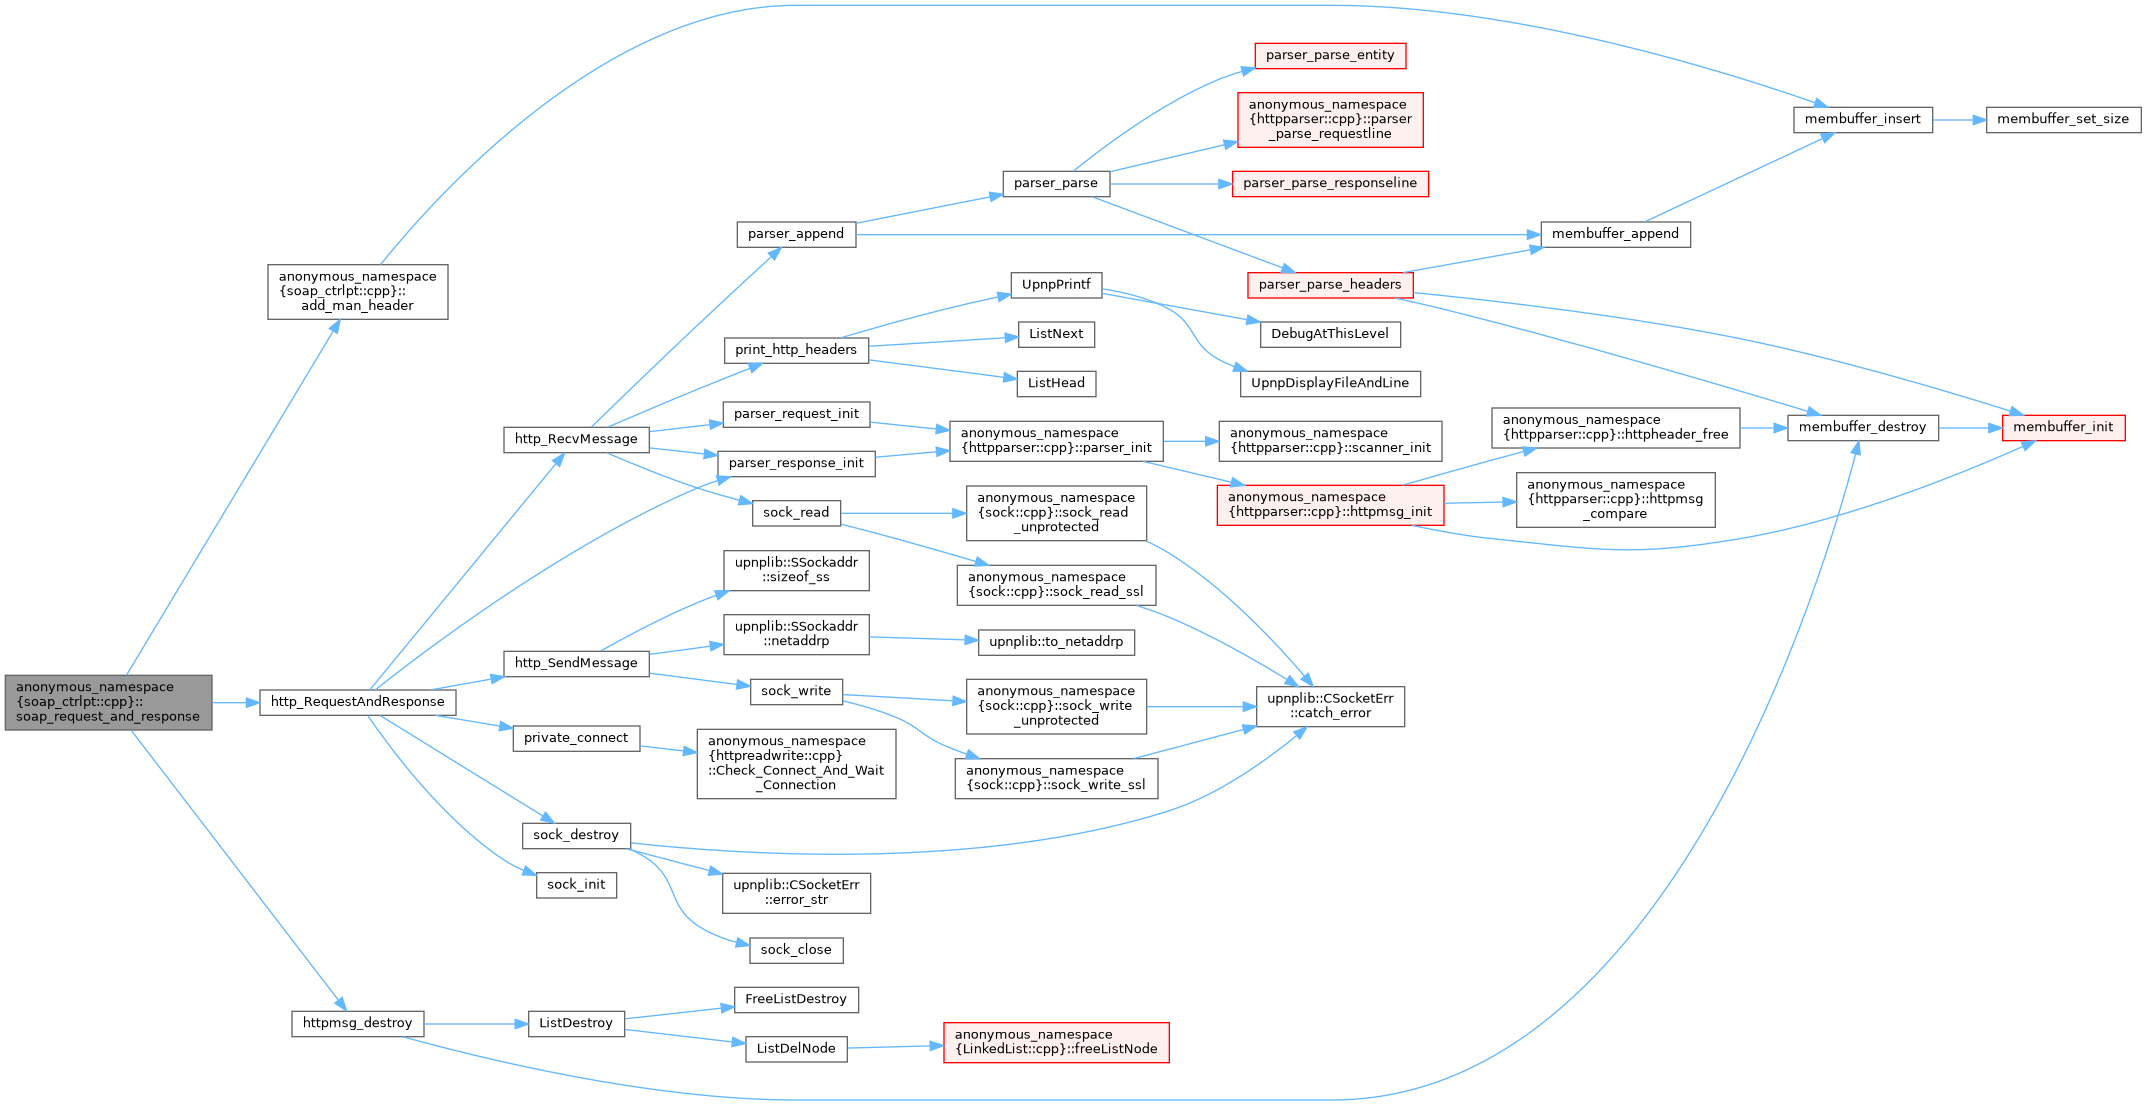 anonymous_namespace
{soap_ctrlpt::cpp}::
soap_request_and_response
anonymous_namespace
{soap_ctrlpt::cpp}::
add_man_header
http_RequestAndResponse
httpmsg_destroy
http_RecvMessage
http_SendMessage
private_connect
sock_destroy
sock_init
ListDestroy
parser_append
print_http_headers
parser_request_init
parser_response_init
sock_read
upnplib::SSockaddr
::sizeof_ss
upnplib::SSockaddr
::netaddrp
sock_write
anonymous_namespace
{httpreadwrite::cpp}
::Check_Connect_And_Wait
_Connection
upnplib::CSocketErr
::error_str
sock_close
FreeListDestroy
ListDelNode
parser_parse
UpnpPrintf
ListNext
ListHead
anonymous_namespace
{httpparser::cpp}::parser_init
anonymous_namespace
{sock::cpp}::sock_read
_unprotected
anonymous_namespace
{sock::cpp}::sock_read_ssl
upnplib::to_netaddrp
anonymous_namespace
{sock::cpp}::sock_write
_unprotected
anonymous_namespace
{sock::cpp}::sock_write_ssl
anonymous_namespace
{LinkedList::cpp}::freeListNode
parser_parse_entity
anonymous_namespace
{httpparser::cpp}::parser
_parse_requestline
parser_parse_responseline
parser_parse_headers
DebugAtThisLevel
UpnpDisplayFileAndLine
anonymous_namespace
{httpparser::cpp}::scanner_init
anonymous_namespace
{httpparser::cpp}::httpmsg_init
upnplib::CSocketErr
::catch_error
membuffer_append
anonymous_namespace
{httpparser::cpp}::httpheader_free
anonymous_namespace
{httpparser::cpp}::httpmsg
_compare
membuffer_insert
membuffer_destroy
membuffer_set_size
membuffer_init